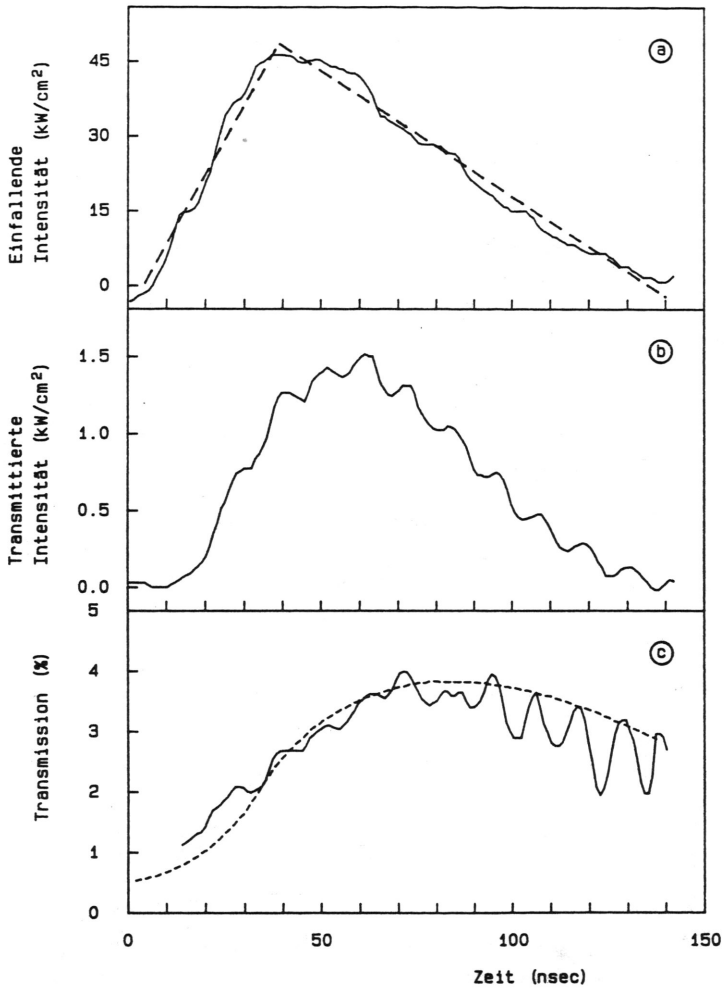 ⓐ
Einfallende
Intensität (kW/cm²)
45
30
15
0
ⓑ
Transmittierte
Intensität (kW/cm²)
1.5
1.0
0.5
0.0
ⓒ
Transmission (%)
5
4
3
2
1
0
0 50 100 150
Zeit (nsec)